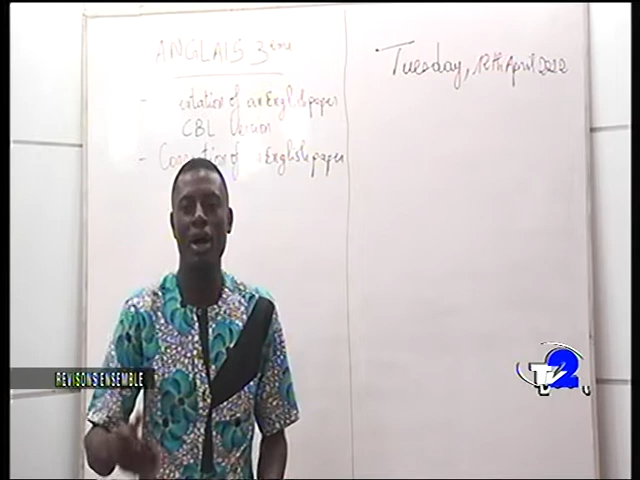 ANGLAIS 3ème
Tuesday, 12th April 2022
- entation of an English paper
CBL Version
- Correction of English paper
REVISONS ENSEMBLE
2